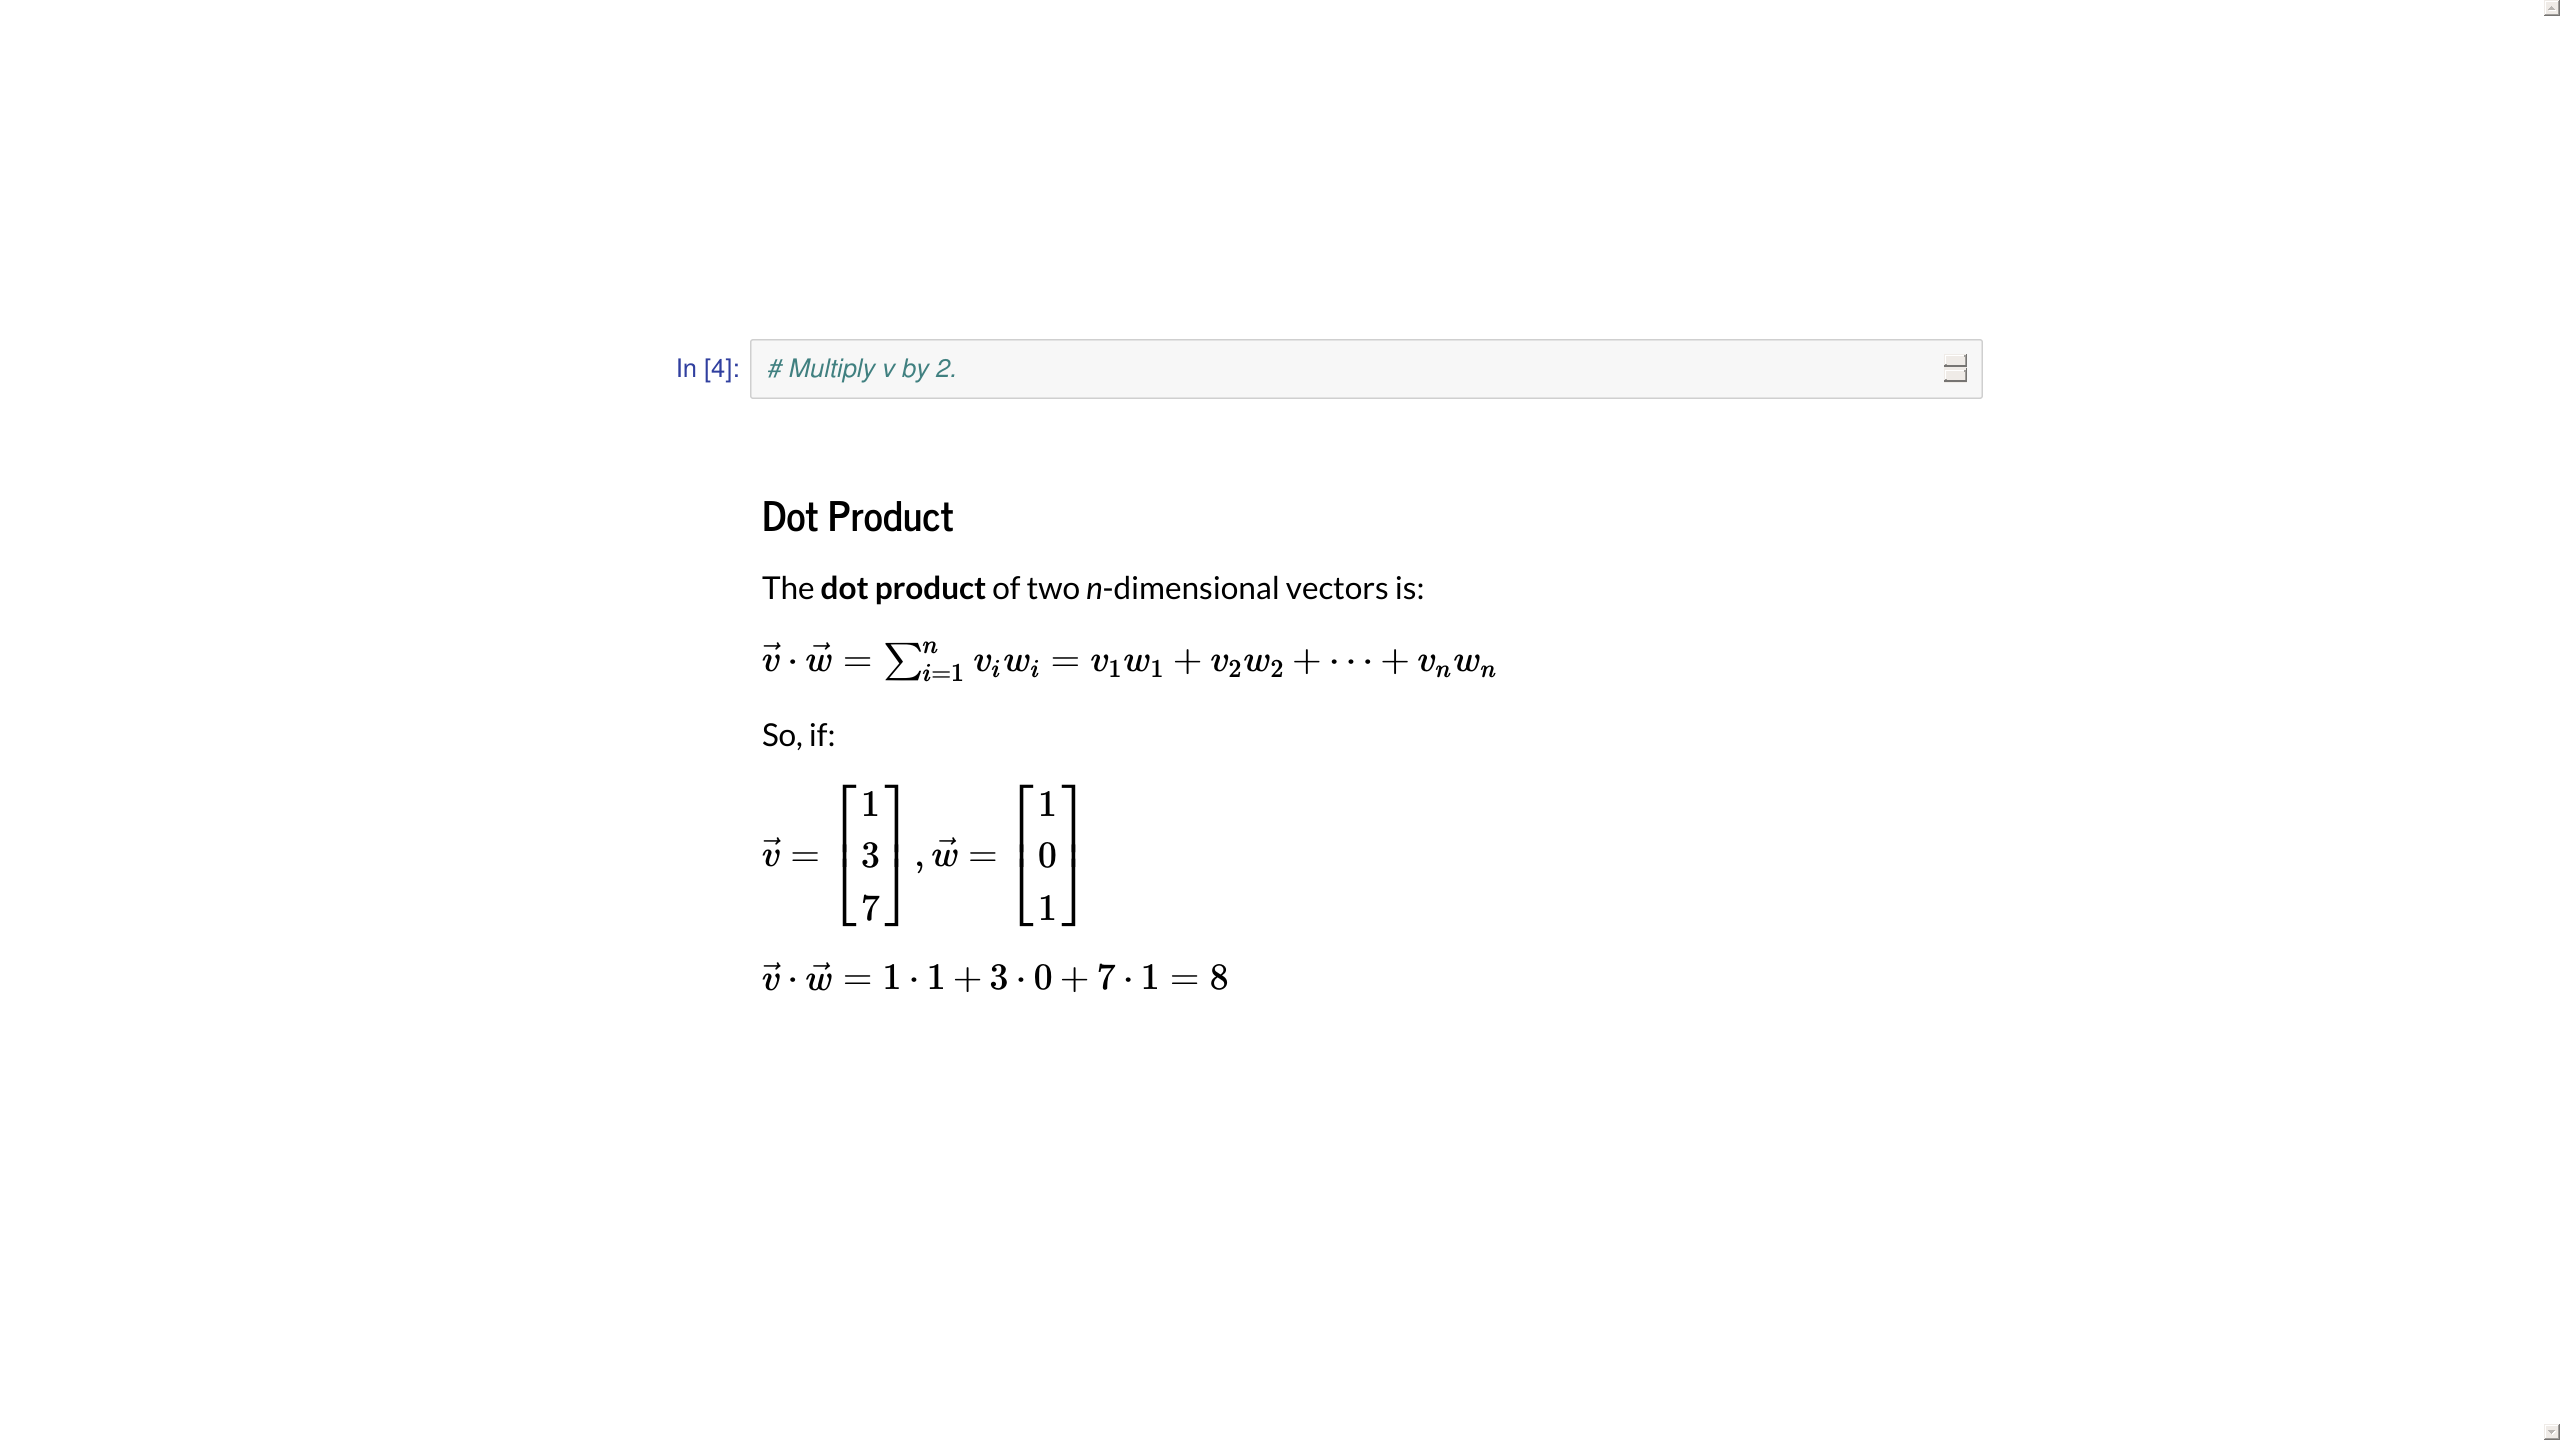 In [4]: # Multiply v by 2.
Dot Product
The dot product of two n-dimensional vectors is:
$\vec{v} \cdot \vec{w} = \sum_{i=1}^{n} v_i w_i = v_1 w_1 + v_2 w_2 + \cdots + v_n w_n$
So, if:
$\vec{v} = \begin{bmatrix} 1 \\ 3 \\ 7 \end{bmatrix}, \vec{w} = \begin{bmatrix} 1 \\ 0 \\ 1 \end{bmatrix}$
$\vec{v} \cdot \vec{w} = 1 \cdot 1 + 3 \cdot 0 + 7 \cdot 1 = 8$